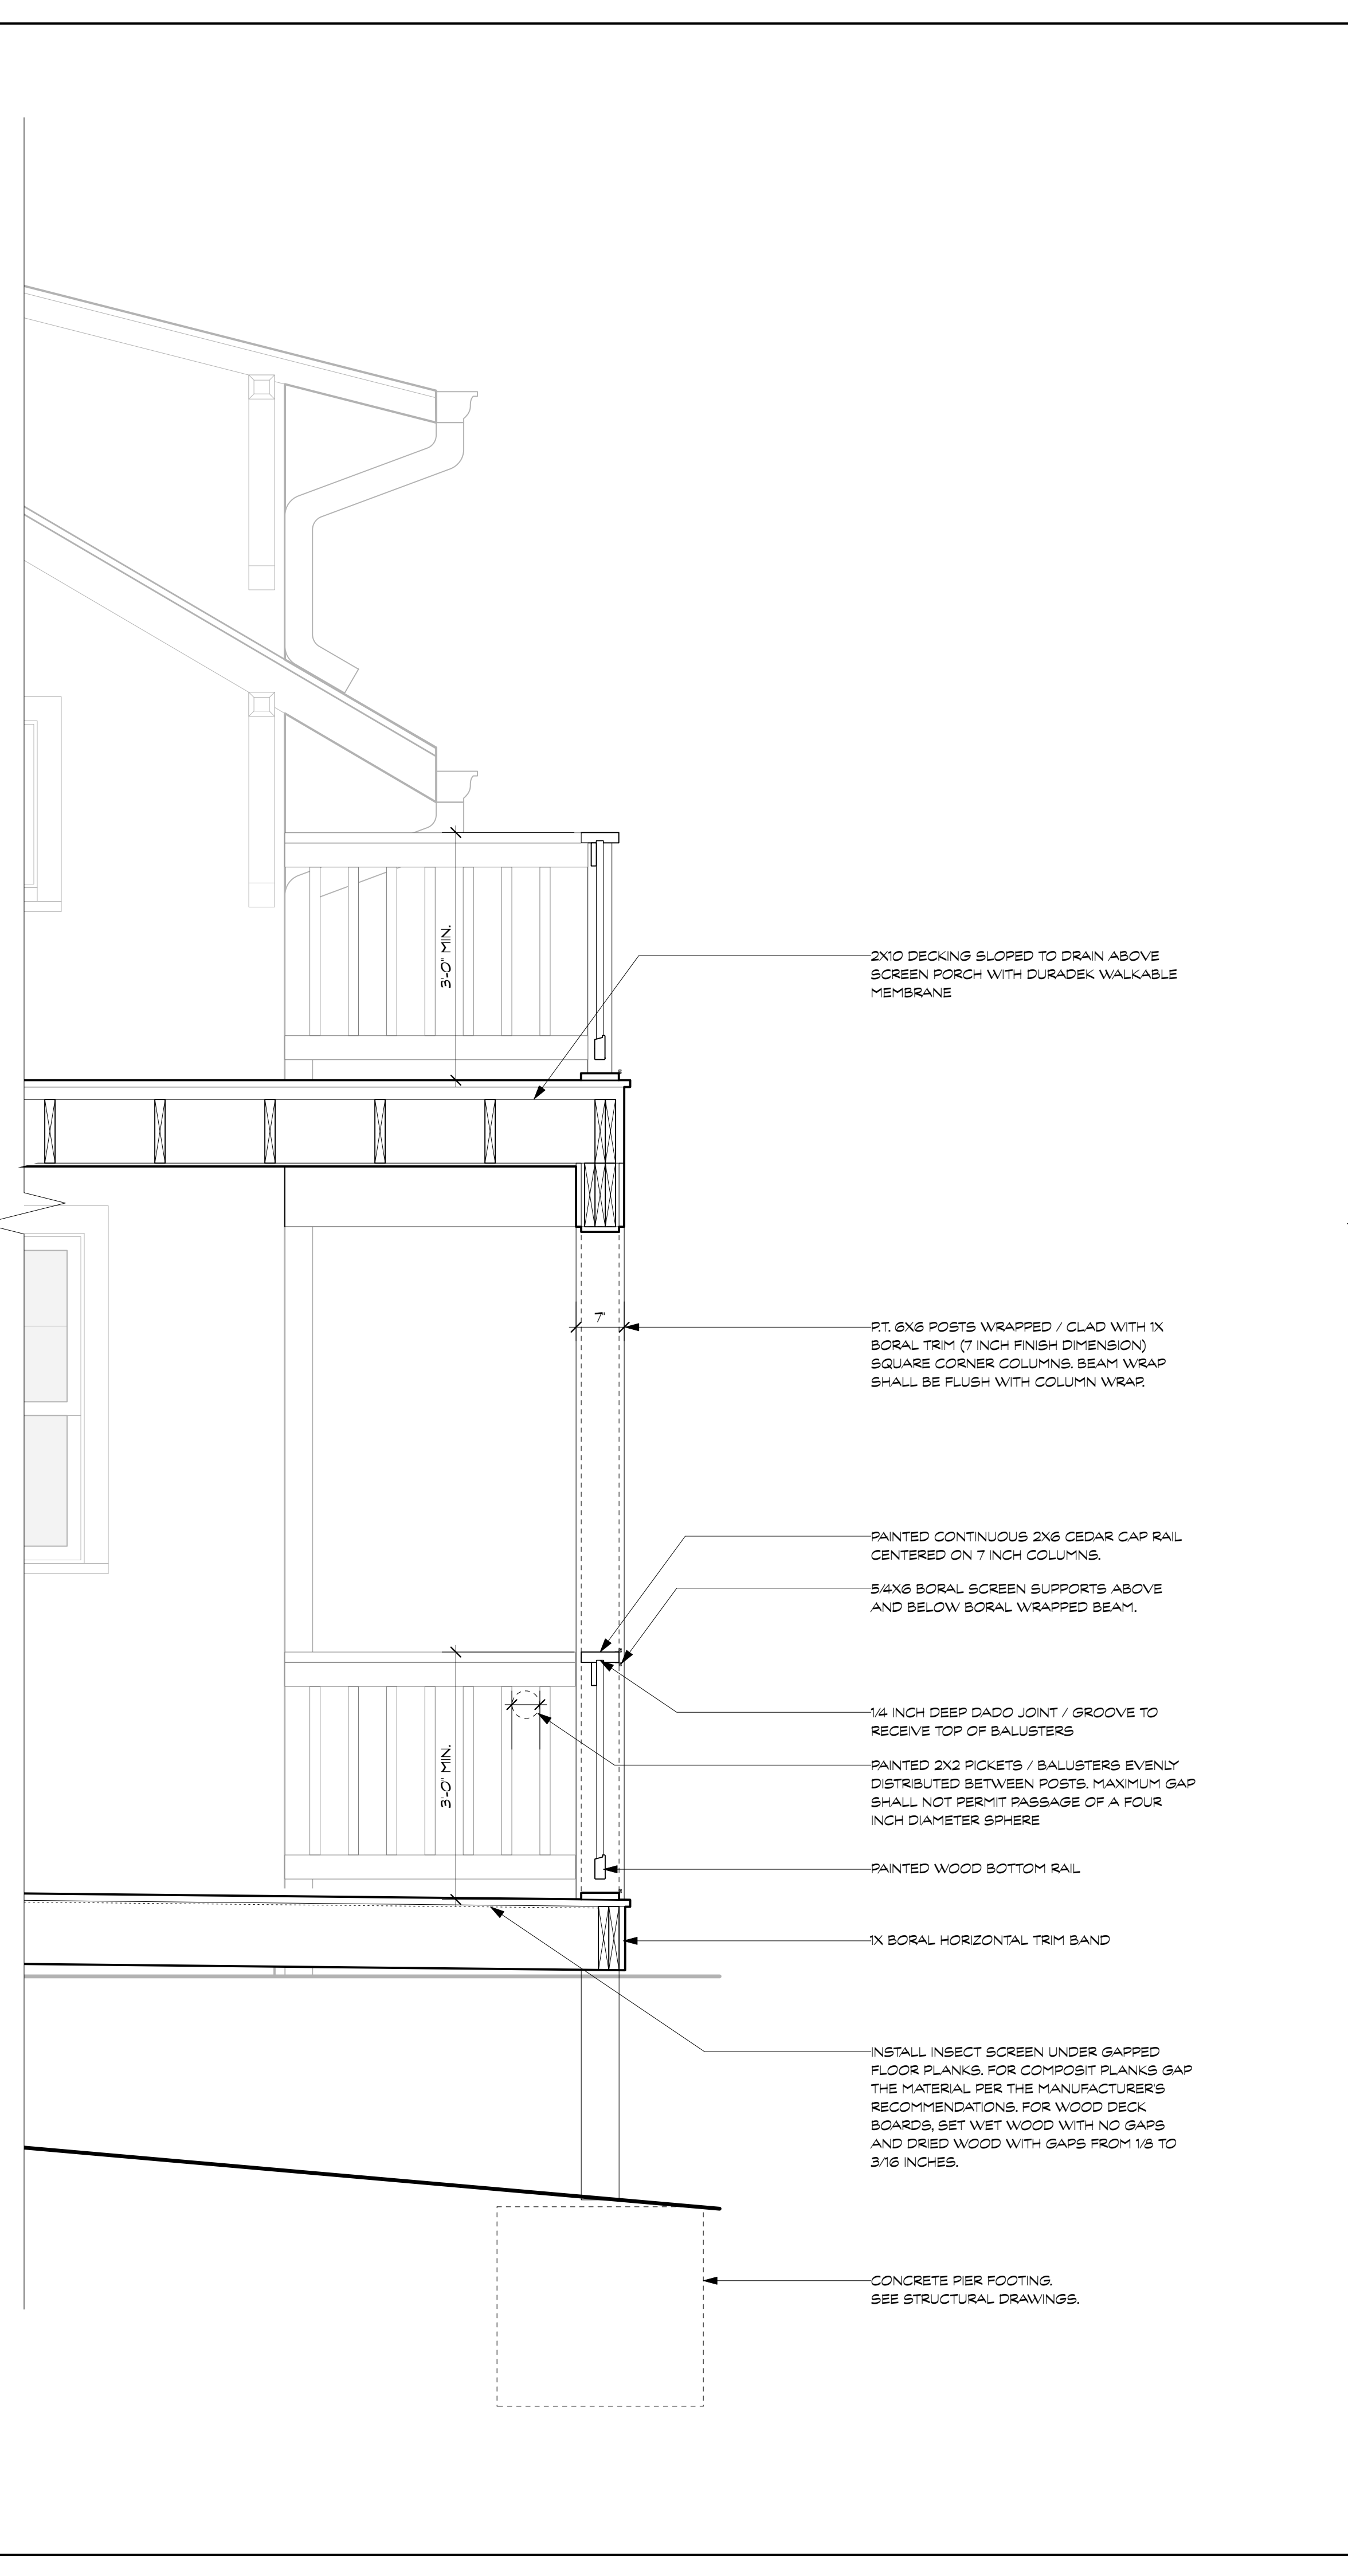 3'-0" MIN.
2X10 DECKING SLOPED TO DRAIN ABOVE
SCREEN PORCH WITH DURADEK WALKABLE
MEMBRANE
7"
P.T. 6X6 POSTS WRAPPED / CLAD WITH 1X
BORAL TRIM (7 INCH FINISH DIMENSION)
SQUARE CORNER COLUMNS. BEAM WRAP
SHALL BE FLUSH WITH COLUMN WRAP.
PAINTED CONTINUOUS 2X6 CEDAR CAP RAIL
CENTERED ON 7 INCH COLUMNS.
5/4X6 BORAL SCREEN SUPPORTS ABOVE
AND BELOW BORAL WRAPPED BEAM.
1/4 INCH DEEP DADO JOINT / GROOVE TO
RECEIVE TOP OF BALUSTERS
3'-0" MIN.
PAINTED 2X2 PICKETS / BALUSTERS EVENLY
DISTRIBUTED BETWEEN POSTS. MAXIMUM GAP
SHALL NOT PERMIT PASSAGE OF A FOUR
INCH DIAMETER SPHERE
PAINTED WOOD BOTTOM RAIL
1X BORAL HORIZONTAL TRIM BAND
INSTALL INSECT SCREEN UNDER GAPPED
FLOOR PLANKS. FOR COMPOSIT PLANKS GAP
THE MATERIAL PER THE MANUFACTURER'S
RECOMMENDATIONS. FOR WOOD DECK
BOARDS, SET WET WOOD WITH NO GAPS
AND DRIED WOOD WITH GAPS FROM 1/8 TO
3/16 INCHES.
CONCRETE PIER FOOTING.
SEE STRUCTURAL DRAWINGS.